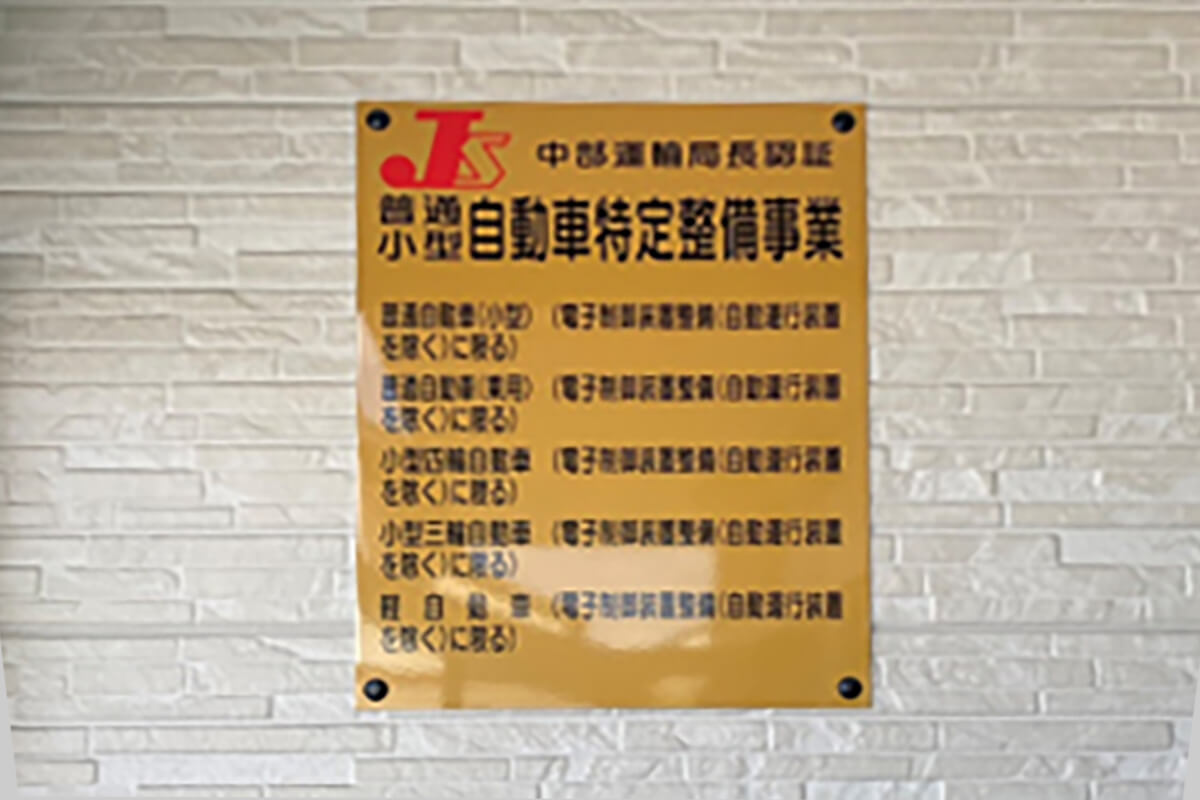 JS 中部運輸局長認証
普通
小型 自動車特定整備事業
普通自動車(小型) (電子制御装置整備(自動運行装置
を除く)に限る)
普通自動車(乗用) (電子制御装置整備(自動運行装置
を除く)に限る)
小型四輪自動車 (電子制御装置整備(自動運行装置
を除く)に限る)
小型三輪自動車 (電子制御装置整備(自動運行装置
を除く)に限る)
軽自動車 (電子制御装置整備(自動運行装置
を除く)に限る)